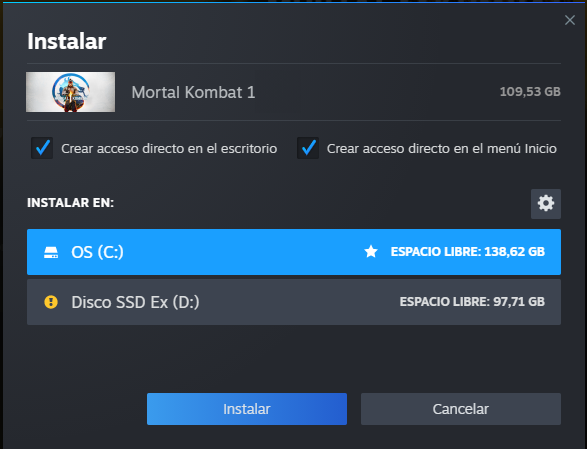 Instalar
Mortal Kombat 1 109,53 GB
Crear acceso directo en el escritorio Crear acceso directo en el menú Inicio
INSTALAR EN:
OS (C:) ESPACIO LIBRE: 138,62 GB
Disco SSD Ex (D:) ESPACIO LIBRE: 97,71 GB
Instalar Cancelar